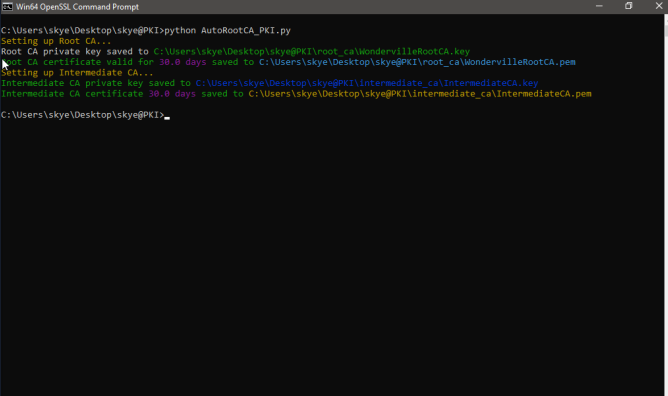 Win64 OpenSSL Command Prompt
C:\Users\skye\Desktop\skye@PKI>python AutoRootCA_PKI.py
Setting up Root CA...
Root CA private key saved to C:\Users\skye\Desktop\skye@PKI\root_ca\WondervilleRootCA.key
Root CA certificate valid for 30.0 days saved to C:\Users\skye\Desktop\skye@PKI\root_ca\WondervilleRootCA.pem
Setting up Intermediate CA...
Intermediate CA private key saved to C:\Users\skye\Desktop\skye@PKI\intermediate_ca\IntermediateCA.key
Intermediate CA certificate 30.0 days saved to C:\Users\skye\Desktop\skye@PKI\intermediate_ca\IntermediateCA.pem
C:\Users\skye\Desktop\skye@PKI>